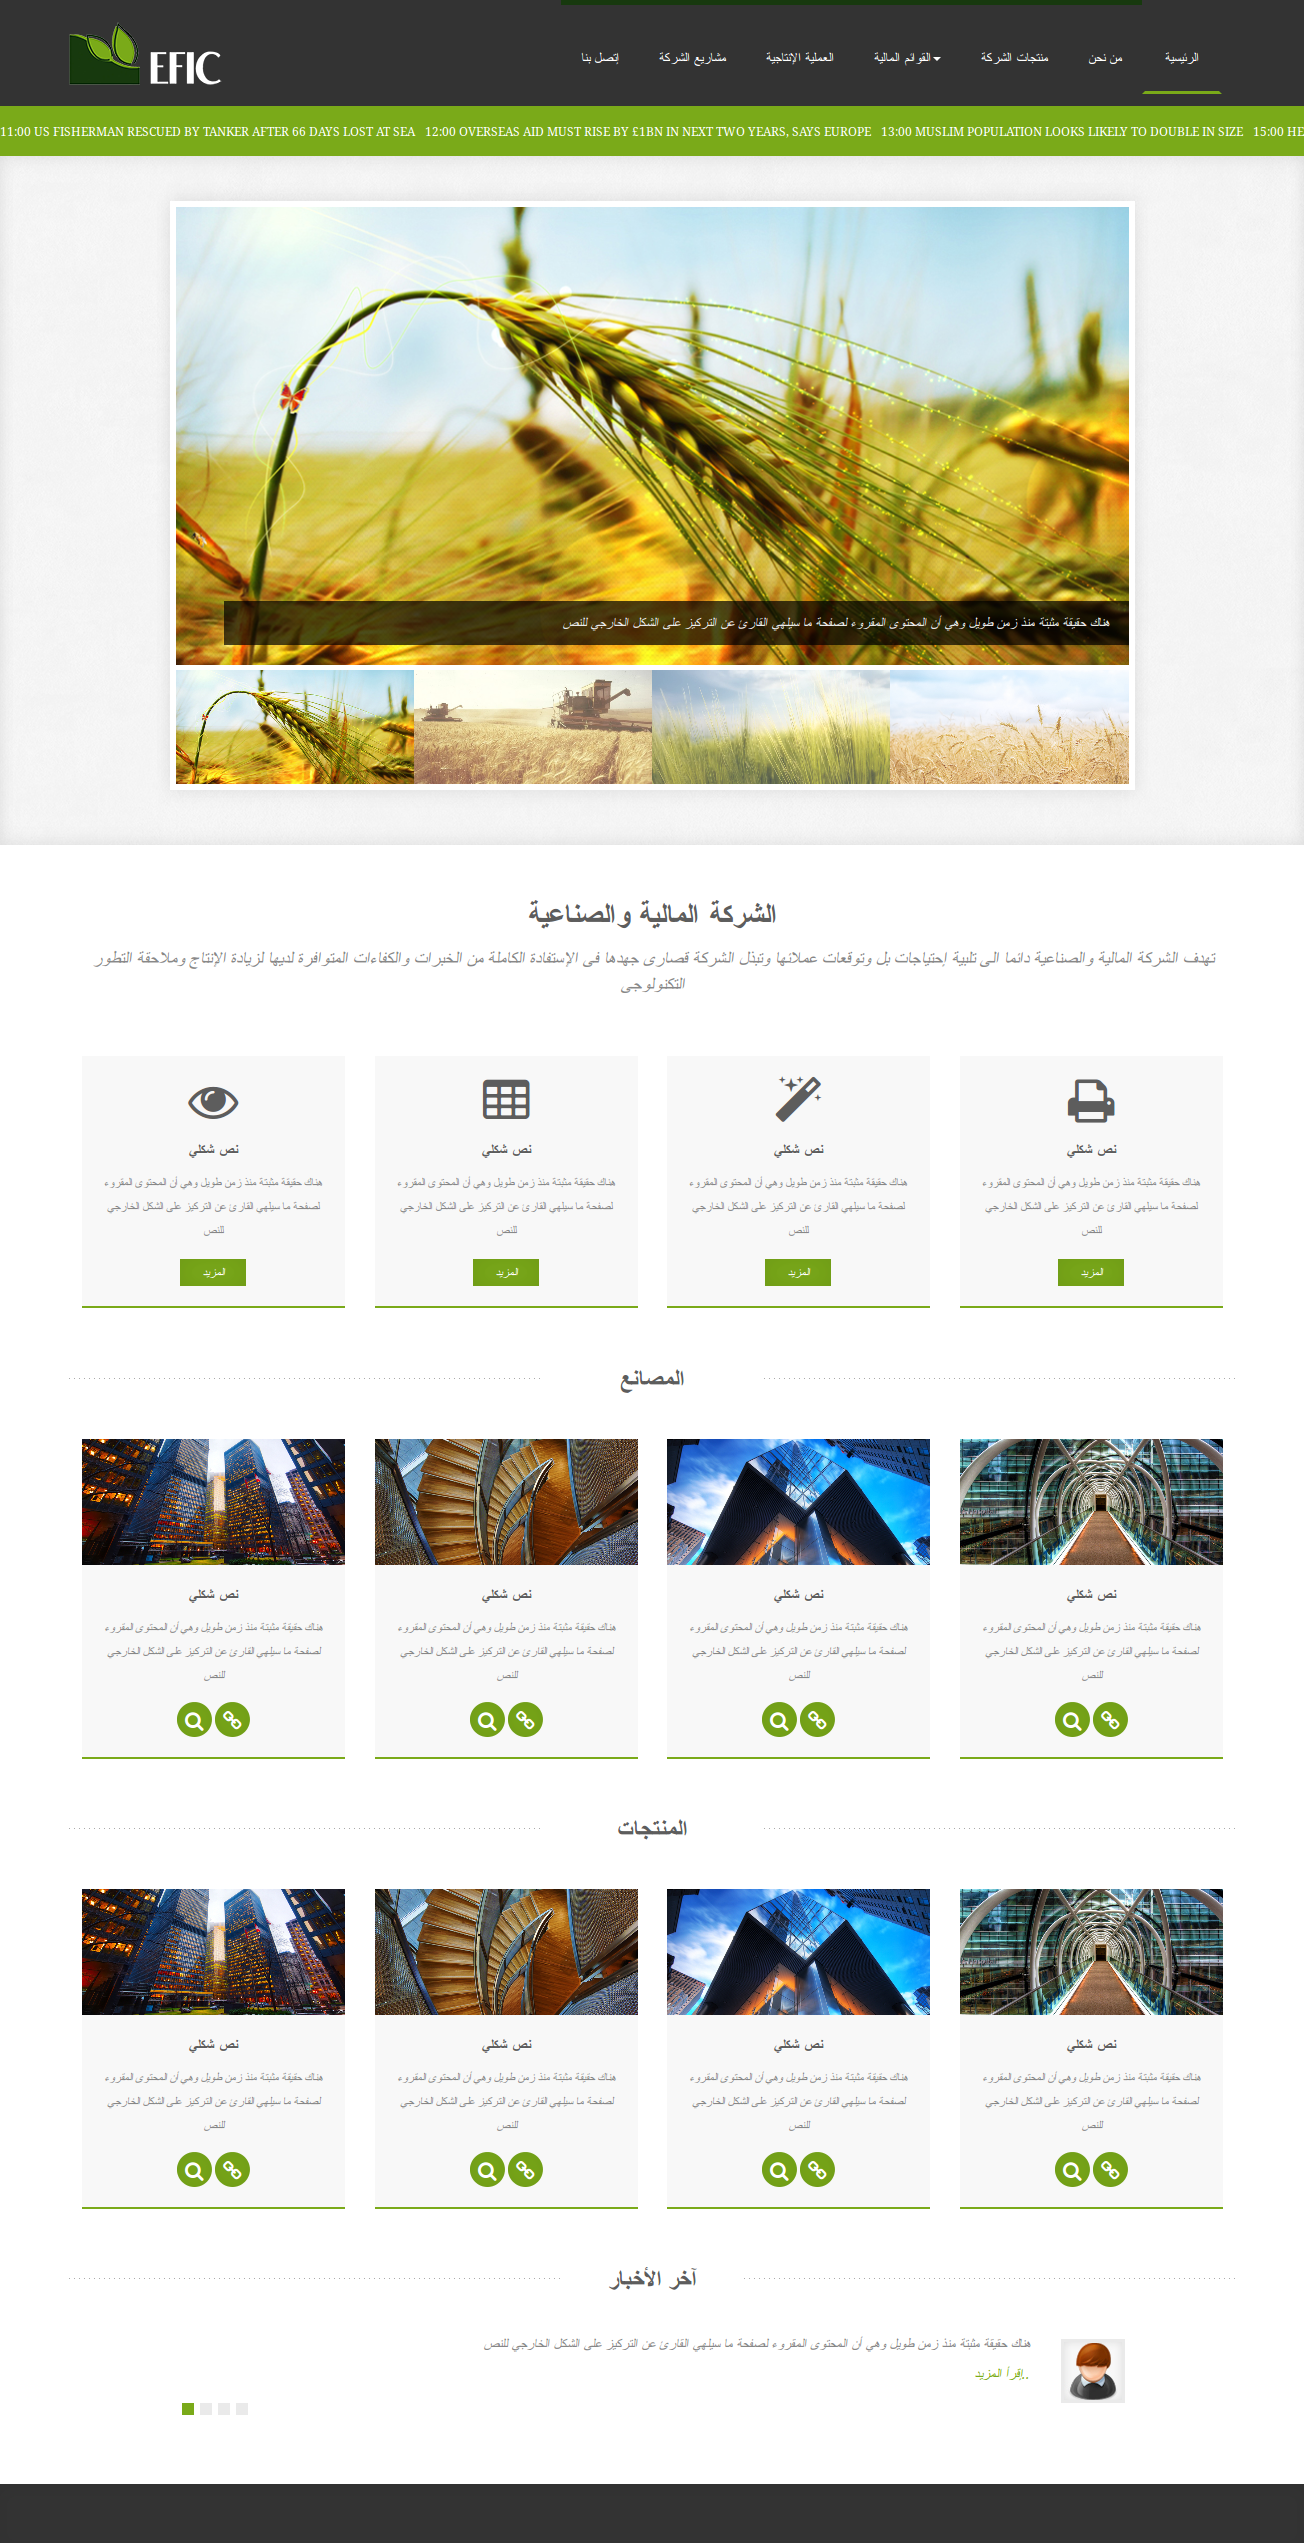 EFIC
الرئيسية
من نحن
منتجات الشركة
القوائم المالية
العملية الإنتاجية
مشاريع الشركة
إتصل بنا
11:00 US FISHERMAN RESCUED BY TANKER AFTER 66 DAYS LOST AT SEA 12:00 OVERSEAS AID MUST RISE BY £1BN IN NEXT TWO YEARS, SAYS EUROPE 13:00 MUSLIM POPULATION LOOKS LIKELY TO DOUBLE IN SIZE 15:00 HE
هناك حقيقة مثبتة منذ زمن طويل وهي أن المحتوى المقروء لصفحة ما سيلهي القارئ عن التركيز على الشكل الخارجي للنص
الشركة المالية والصناعية
تهدف الشركة المالية والصناعية دائما الى تلبية إحتياجات بل وتوقعات عملائها وتبذل الشركة قصارى جهدها فى الإستفادة الكاملة من الخبرات والكفاءات المتوافرة لديها لزيادة الإنتاج وملاحقة التطور
التكنولوجى
نص شكلي
هناك حقيقة مثبتة منذ زمن طويل وهي أن المحتوى المقروء
لصفحة ما سيلهي القارئ عن التركيز على الشكل الخارجي
للنص
المزيد
نص شكلي
هناك حقيقة مثبتة منذ زمن طويل وهي أن المحتوى المقروء
لصفحة ما سيلهي القارئ عن التركيز على الشكل الخارجي
للنص
المزيد
نص شكلي
هناك حقيقة مثبتة منذ زمن طويل وهي أن المحتوى المقروء
لصفحة ما سيلهي القارئ عن التركيز على الشكل الخارجي
للنص
المزيد
نص شكلي
هناك حقيقة مثبتة منذ زمن طويل وهي أن المحتوى المقروء
لصفحة ما سيلهي القارئ عن التركيز على الشكل الخارجي
للنص
المزيد
المصانع
نص شكلي
هناك حقيقة مثبتة منذ زمن طويل وهي أن المحتوى المقروء
لصفحة ما سيلهي القارئ عن التركيز على الشكل الخارجي
للنص
نص شكلي
هناك حقيقة مثبتة منذ زمن طويل وهي أن المحتوى المقروء
لصفحة ما سيلهي القارئ عن التركيز على الشكل الخارجي
للنص
نص شكلي
هناك حقيقة مثبتة منذ زمن طويل وهي أن المحتوى المقروء
لصفحة ما سيلهي القارئ عن التركيز على الشكل الخارجي
للنص
نص شكلي
هناك حقيقة مثبتة منذ زمن طويل وهي أن المحتوى المقروء
لصفحة ما سيلهي القارئ عن التركيز على الشكل الخارجي
للنص
المنتجات
نص شكلي
هناك حقيقة مثبتة منذ زمن طويل وهي أن المحتوى المقروء
لصفحة ما سيلهي القارئ عن التركيز على الشكل الخارجي
للنص
نص شكلي
هناك حقيقة مثبتة منذ زمن طويل وهي أن المحتوى المقروء
لصفحة ما سيلهي القارئ عن التركيز على الشكل الخارجي
للنص
نص شكلي
هناك حقيقة مثبتة منذ زمن طويل وهي أن المحتوى المقروء
لصفحة ما سيلهي القارئ عن التركيز على الشكل الخارجي
للنص
نص شكلي
هناك حقيقة مثبتة منذ زمن طويل وهي أن المحتوى المقروء
لصفحة ما سيلهي القارئ عن التركيز على الشكل الخارجي
للنص
آخر الأخبار
هناك حقيقة مثبتة منذ زمن طويل وهي أن المحتوى المقروء لصفحة ما سيلهي القارئ عن التركيز على الشكل الخارجي للنص
..إقرأ المزيد